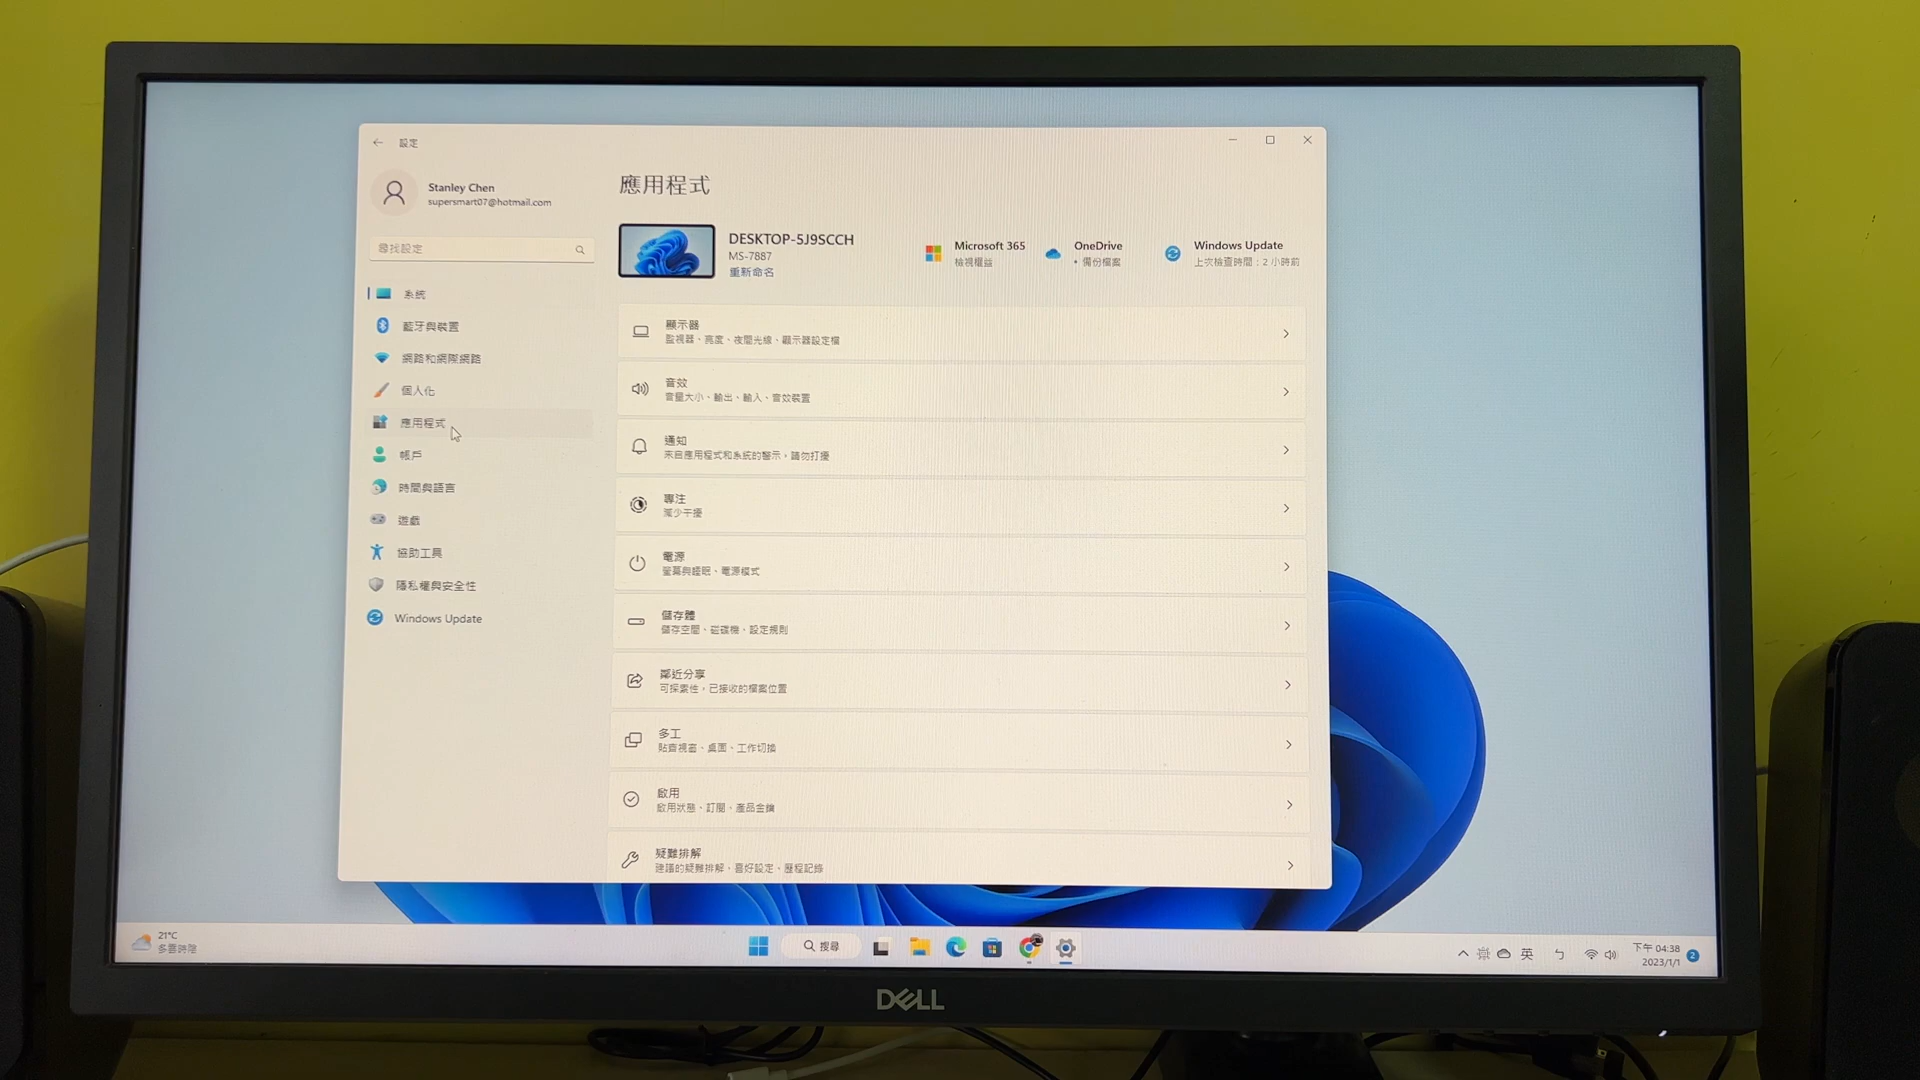 設定
Stanley Chen
supersmart07@hotmail.com
尋找設定
系統
藍牙與裝置
網路和網際網路
個人化
應用程式
帳戶
時間與語言
遊戲
協助工具
隱私權與安全性
Windows Update
應用程式
DESKTOP-5J9SCCH
MS-7887
重新命名
Microsoft 365
檢視權益
OneDrive
• 備份檔案
Windows Update
上次檢查時間：2 小時前
顯示器
監視器、亮度、夜間光線、顯示器設定檔
音效
音量大小、輸出、輸入、音效裝置
通知
來自應用程式和系統的警示，請勿打擾
專注
減少干擾
電源
螢幕與睡眠、電源模式
儲存體
儲存空間、磁碟機、設定規則
鄰近分享
可探索性，已接收的檔案位置
多工
貼齊視窗、桌面、工作切換
啟用
啟用狀態、訂閱、產品金鑰
疑難排解
建議的疑難排解、喜好設定、歷程記錄
21°C
多雲時陰
搜尋
英
ㄅ
下午 04:38
2023/1/1
2
DELL